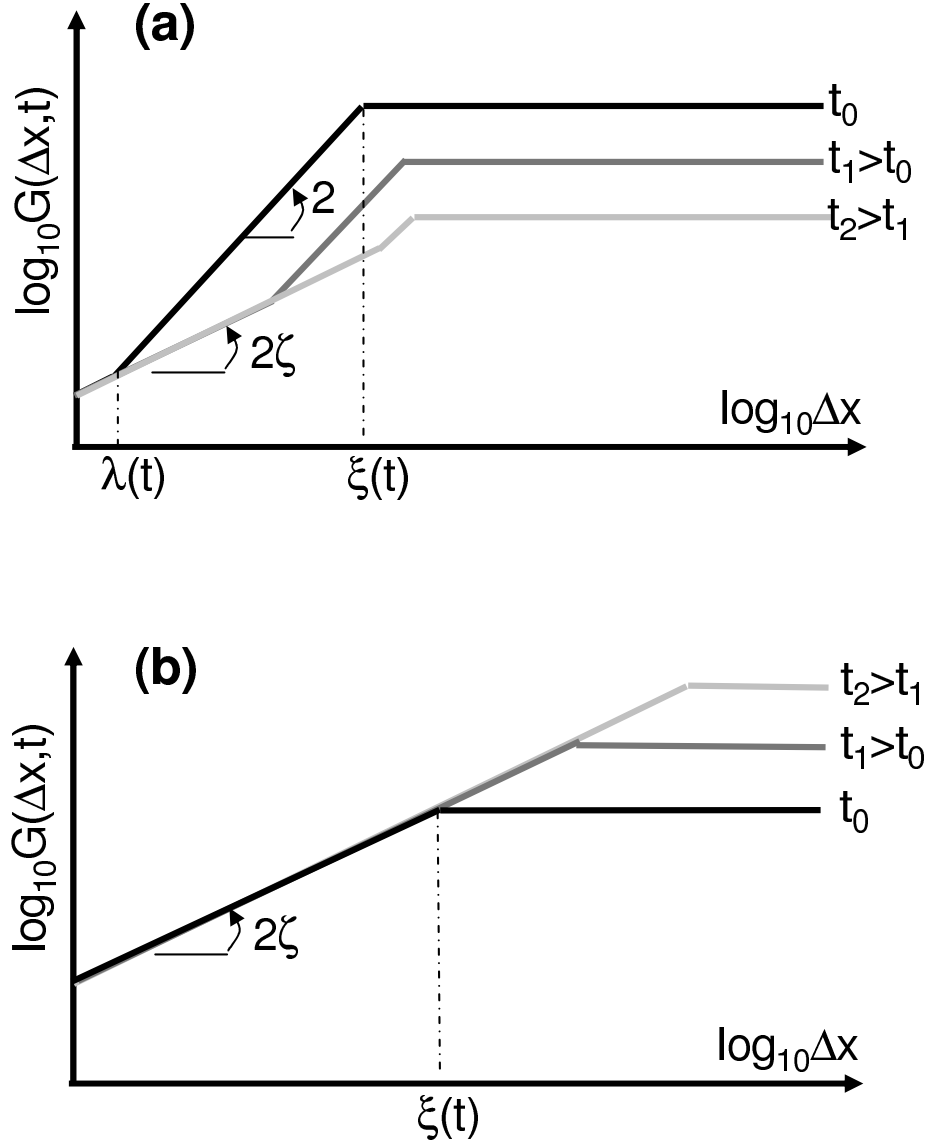 (a)
log₁₀G(Δx,t)
t₀
t₁>t₀
2
t₂>t₁
2ζ
log₁₀Δx
λ(t)
ξ(t)
(b)
log₁₀G(Δx,t)
t₂>t₁
t₁>t₀
t₀
2ζ
log₁₀Δx
ξ(t)